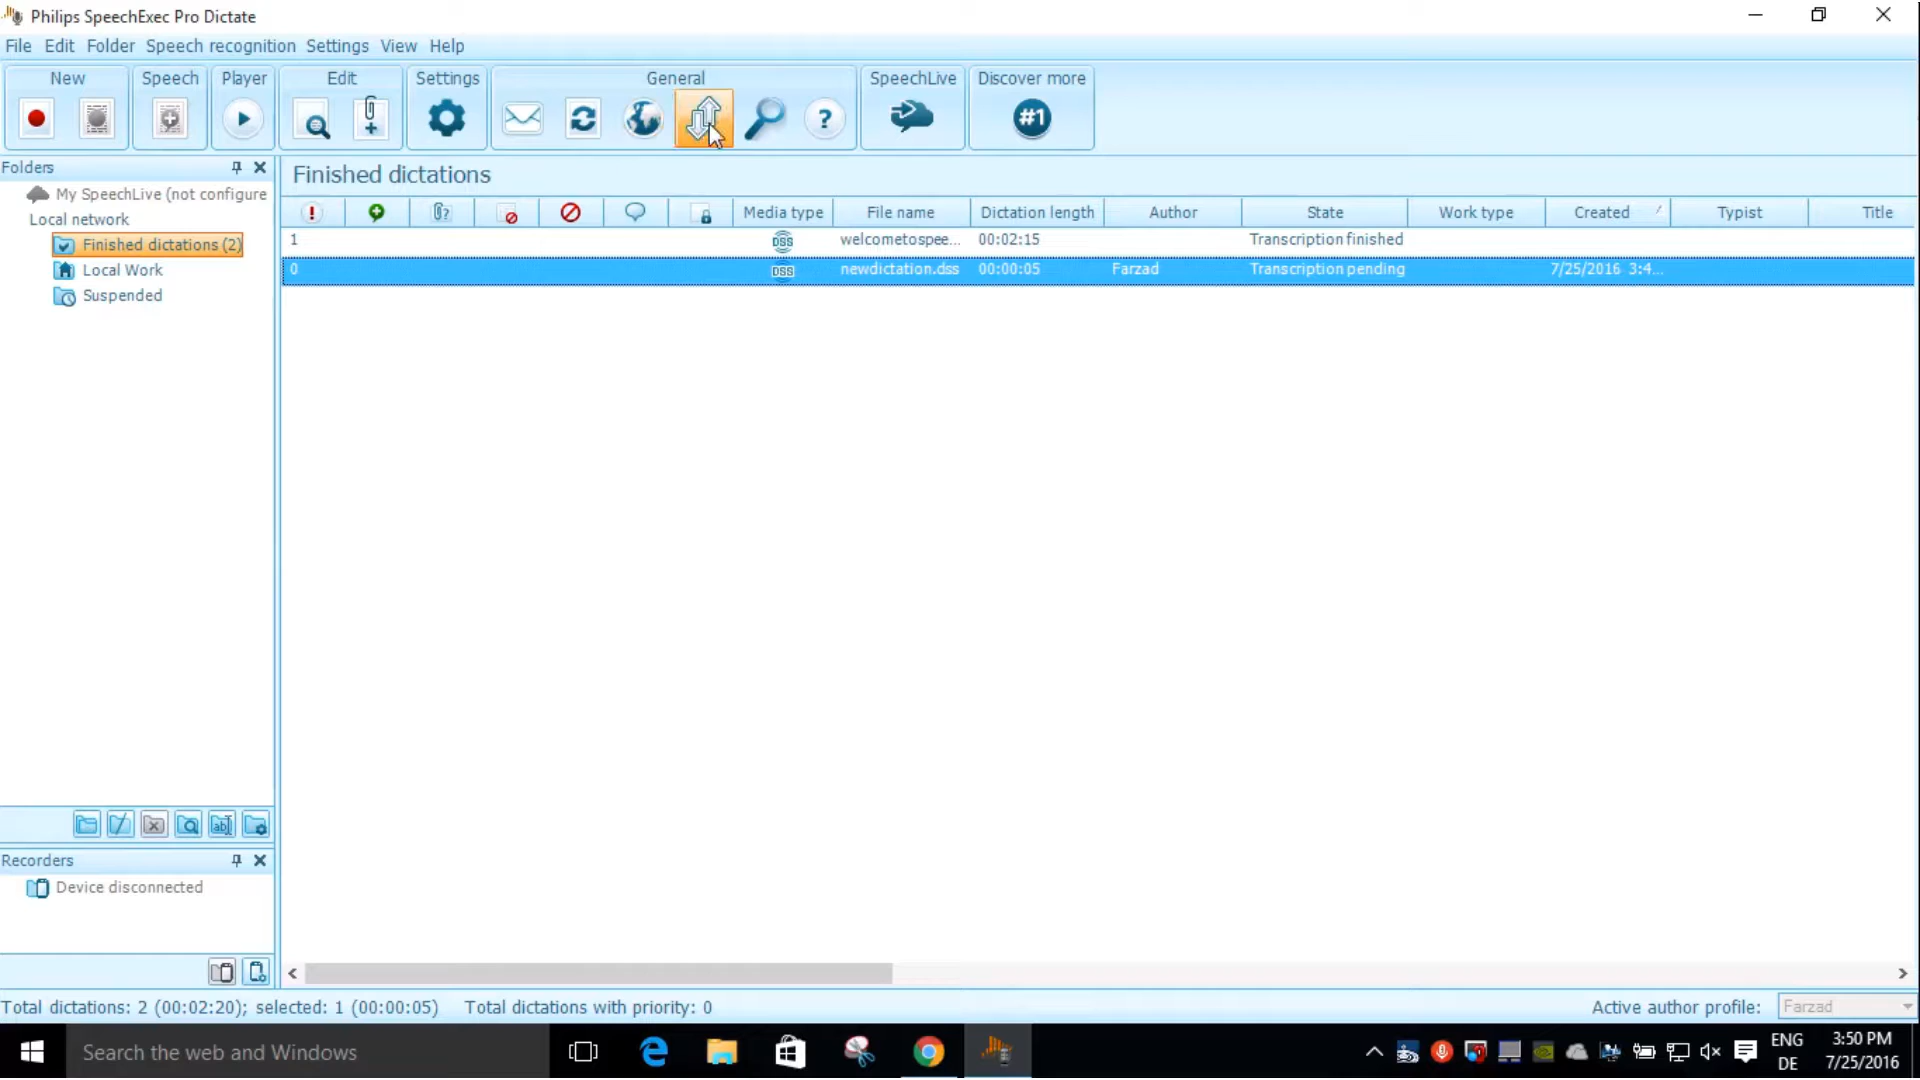 Philips SpeechExec Pro Dictate
File Edit Folder Speech recognition Settings View Help
New Speech Player Edit Settings General SpeechLive Discover more
? #1
Folders
My SpeechLive (not configure
Local network
Finished dictations (2)
Local Work
Suspended
Finished dictations
! Media type File name Dictation length Author State Work type Created Typist Title
1 DSS welcometospee... 00:02:15 Transcription finished
0 DSS newdictation.dss 00:00:05 Farzad Transcription pending 7/25/2016 3:4...
Recorders
Device disconnected
Total dictations: 2 (00:02:20); selected: 1 (00:00:05) Total dictations with priority: 0 Active author profile: Farzad
Search the web and Windows
ENG
DE
3:50 PM
7/25/2016